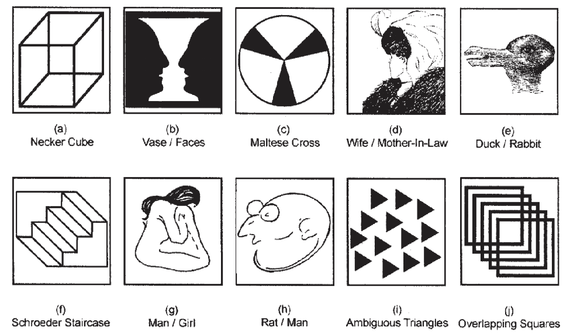 (a)
Necker Cube
(b)
Vase / Faces
(c)
Maltese Cross
(d)
Wife / Mother-In-Law
(e)
Duck / Rabbit
(f)
Schroeder Staircase
(g)
Man / Girl
(h)
Rat / Man
(i)
Ambiguous Triangles
(j)
Overlapping Squares